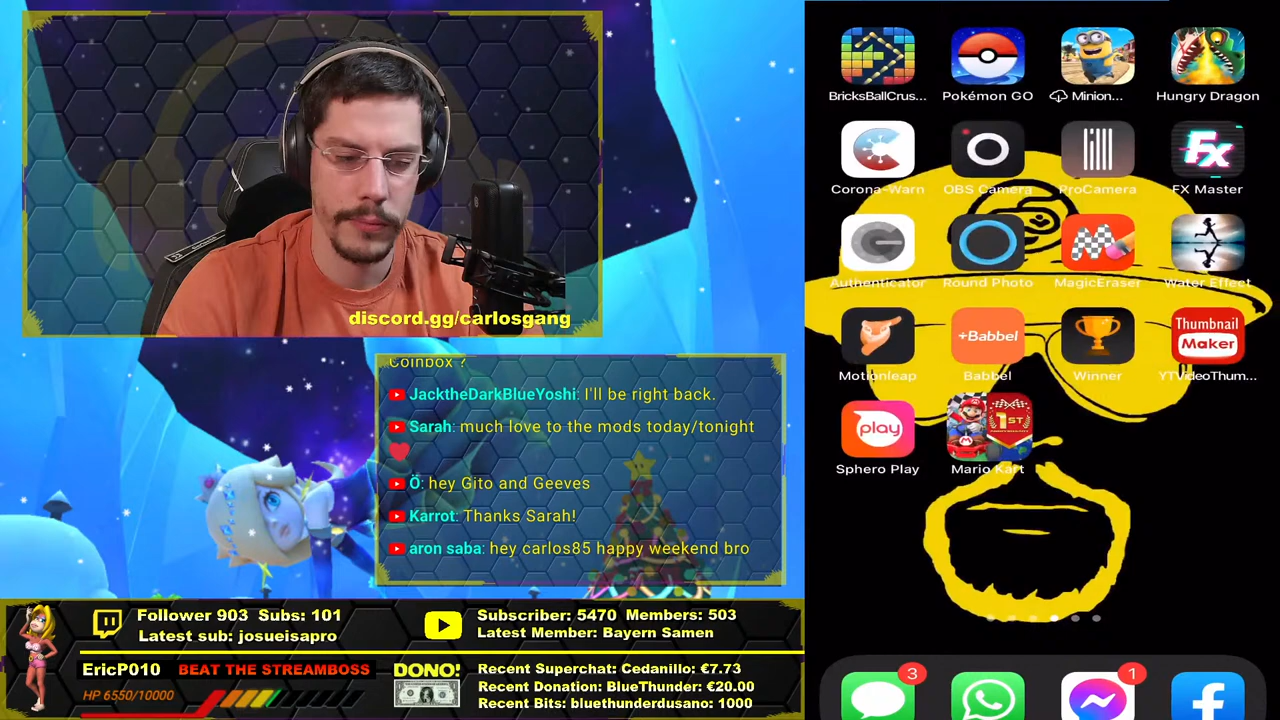 discord.gg/carlosgang
Coinbox ?
JacktheDarkBlueYoshi: I'll be right back.
Sarah: much love to the mods today/tonight
Ö: hey Gito and Geeves
Karrot: Thanks Sarah!
aron saba: hey carlos85 happy weekend bro
Follower 903 Subs: 101
Latest sub: josueisapro
Subscriber: 5470 Members: 503
Latest Member: Bayern Samen
EricP010 BEAT THE STREAMBOSS
HP 6550/10000
DONO!
Recent Superchat: Cedanillo: €7.73
Recent Donation: BlueThunder: €20.00
Recent Bits: bluethunderdusano: 1000
BricksBallCrus... Pokémon GO Minion... Hungry Dragon
Fx
Corona-Warn OBS Camera ProCamera FX Master
Authenticator Round Photo MagicEraser Water Effect
+Babbel
Thumbnail
Maker
Motionleap Babbel Winner YTVideoThum...
play
1ST
Sphero Play Mario Kart
3 1